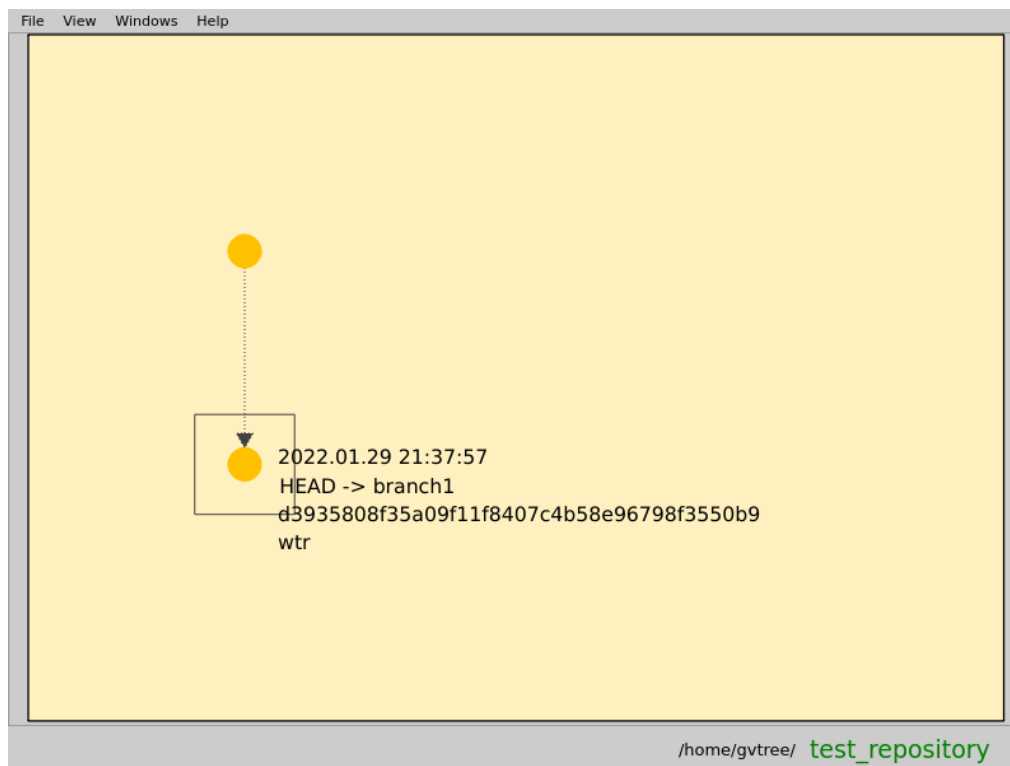 File View Windows Help
2022.01.29 21:37:57
HEAD -> branch1
d3935808f35a09f11f8407c4b58e96798f3550b9
wtr
/home/gvtree/ test_repository